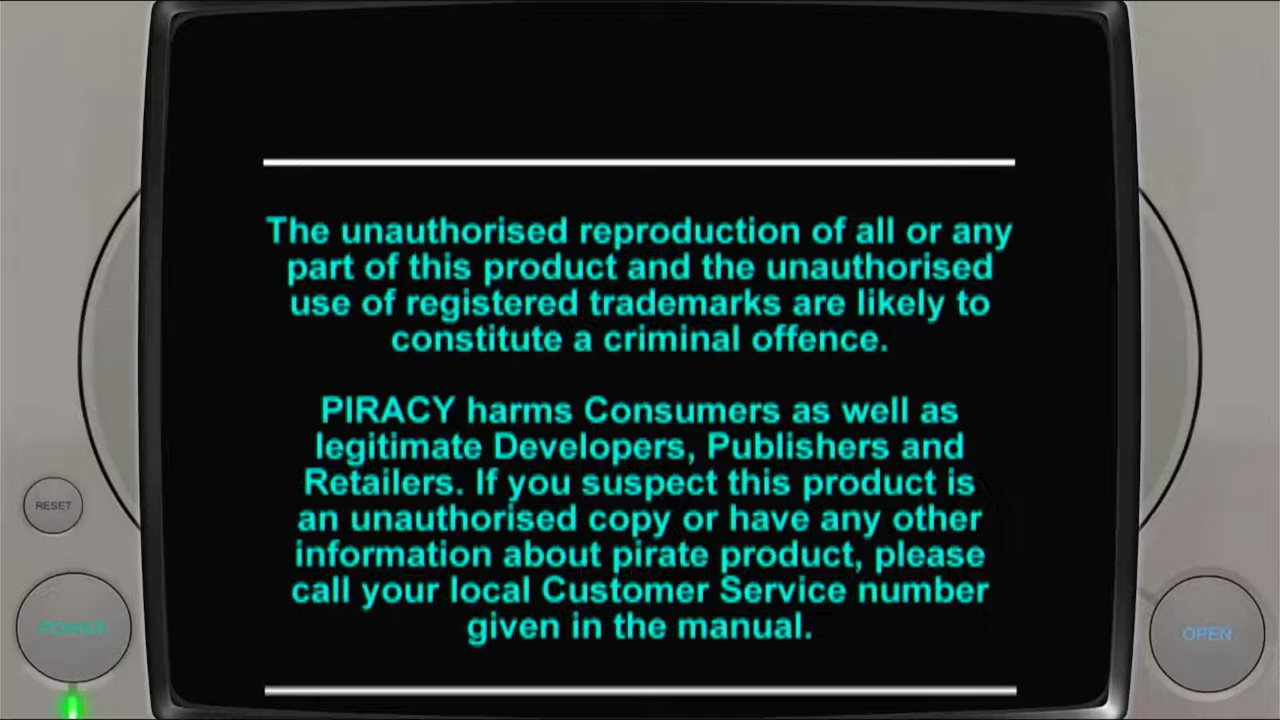 The unauthorised reproduction of all or any
part of this product and the unauthorised
use of registered trademarks are likely to
constitute a criminal offence.
PIRACY harms Consumers as well as
legitimate Developers, Publishers and
Retailers. If you suspect this product is
an unauthorised copy or have any other
information about pirate product, please
call your local Customer Service number
given in the manual.
RESET
POWER
OPEN